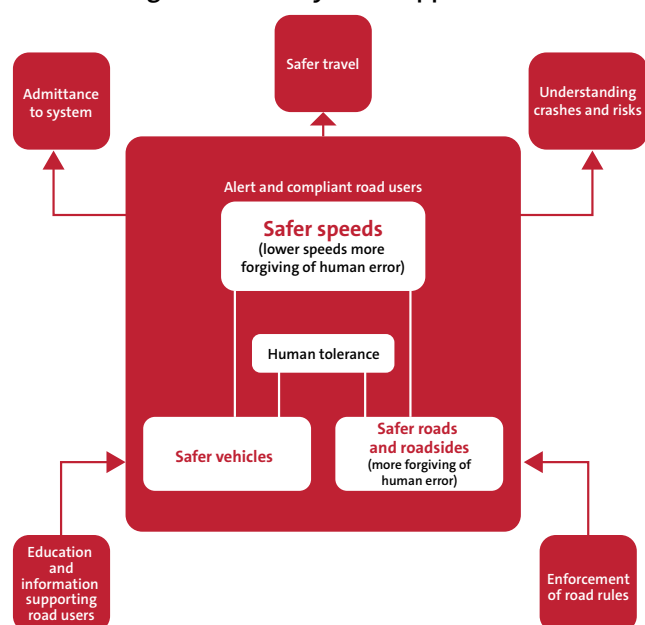 Safer travel
Admittance
to system
Understanding
crashes and risks
Alert and compliant road users
Safer speeds
(lower speeds more
forgiving of human error)
Human tolerance
Safer vehicles
Safer roads
and roadsides
(more forgiving of
human error)
Education
and
information
supporting
road users
Enforcement
of road rules